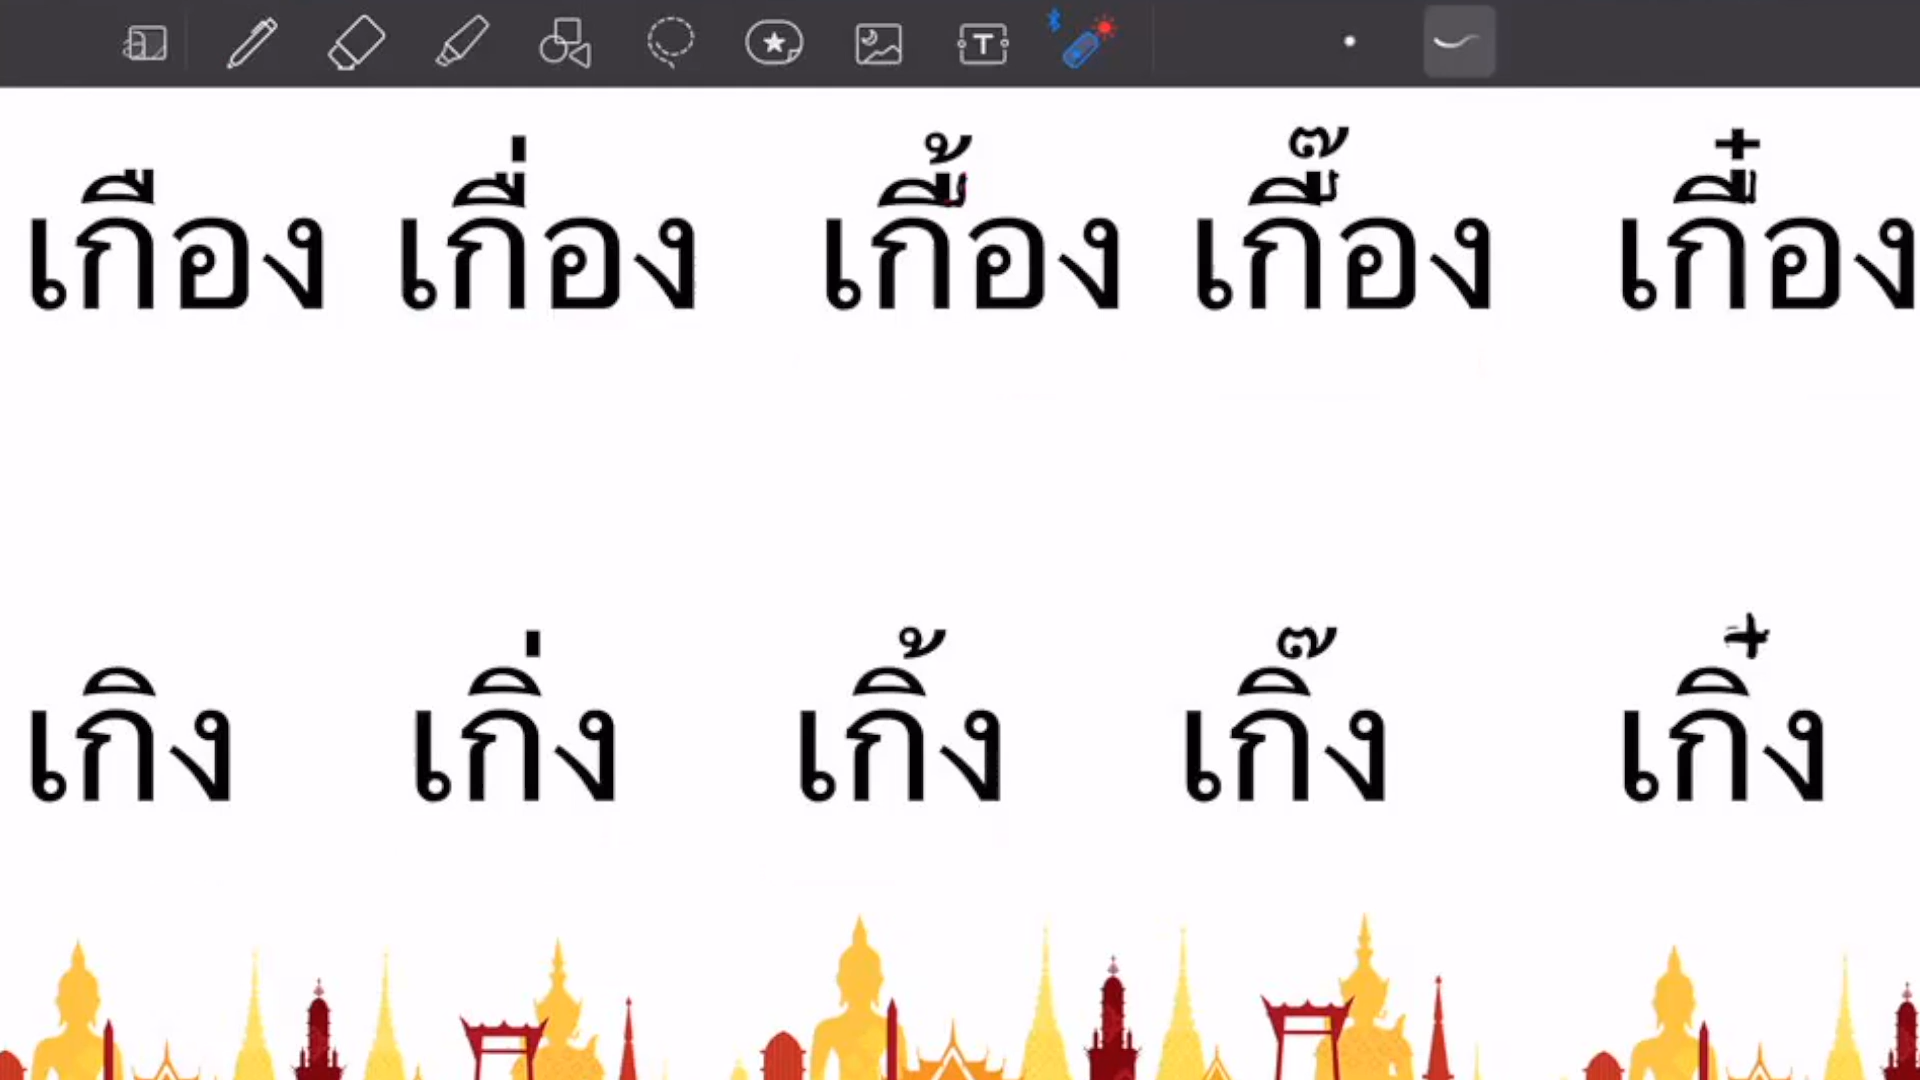 เกือง เกื่อง เกื้อง เกื๊อง เกื๋อง
เกิง เกิ่ง เกิ้ง เกิ๊ง เกิ๋ง